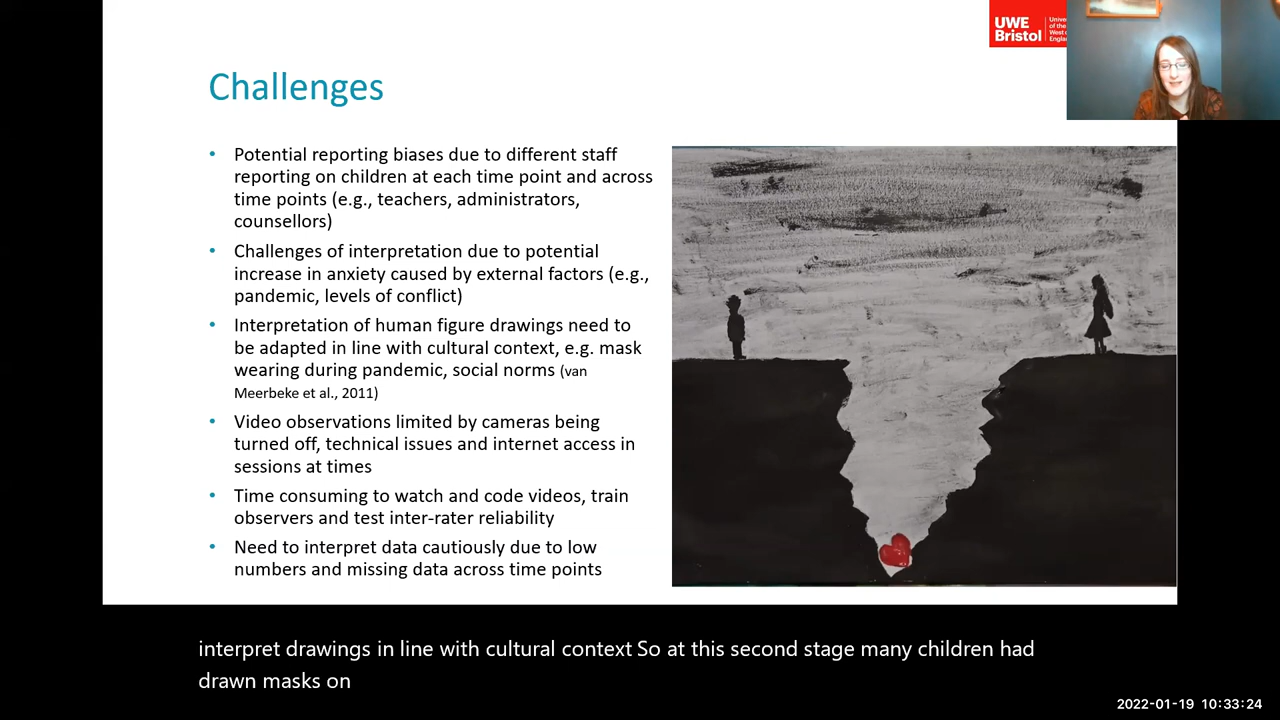 UWE
Bristol
Univer
of the
West o
Englan
Challenges
• Potential reporting biases due to different staff
reporting on children at each time point and across
time points (e.g., teachers, administrators,
counsellors)
• Challenges of interpretation due to potential
increase in anxiety caused by external factors (e.g.,
pandemic, levels of conflict)
• Interpretation of human figure drawings need to
be adapted in line with cultural context, e.g. mask
wearing during pandemic, social norms (van
Meerbeke et al., 2011)
• Video observations limited by cameras being
turned off, technical issues and internet access in
sessions at times
• Time consuming to watch and code videos, train
observers and test inter-rater reliability
• Need to interpret data cautiously due to low
numbers and missing data across time points
interpret drawings in line with cultural context So at this second stage many children had
drawn masks on
2022-01-19 10:33:24